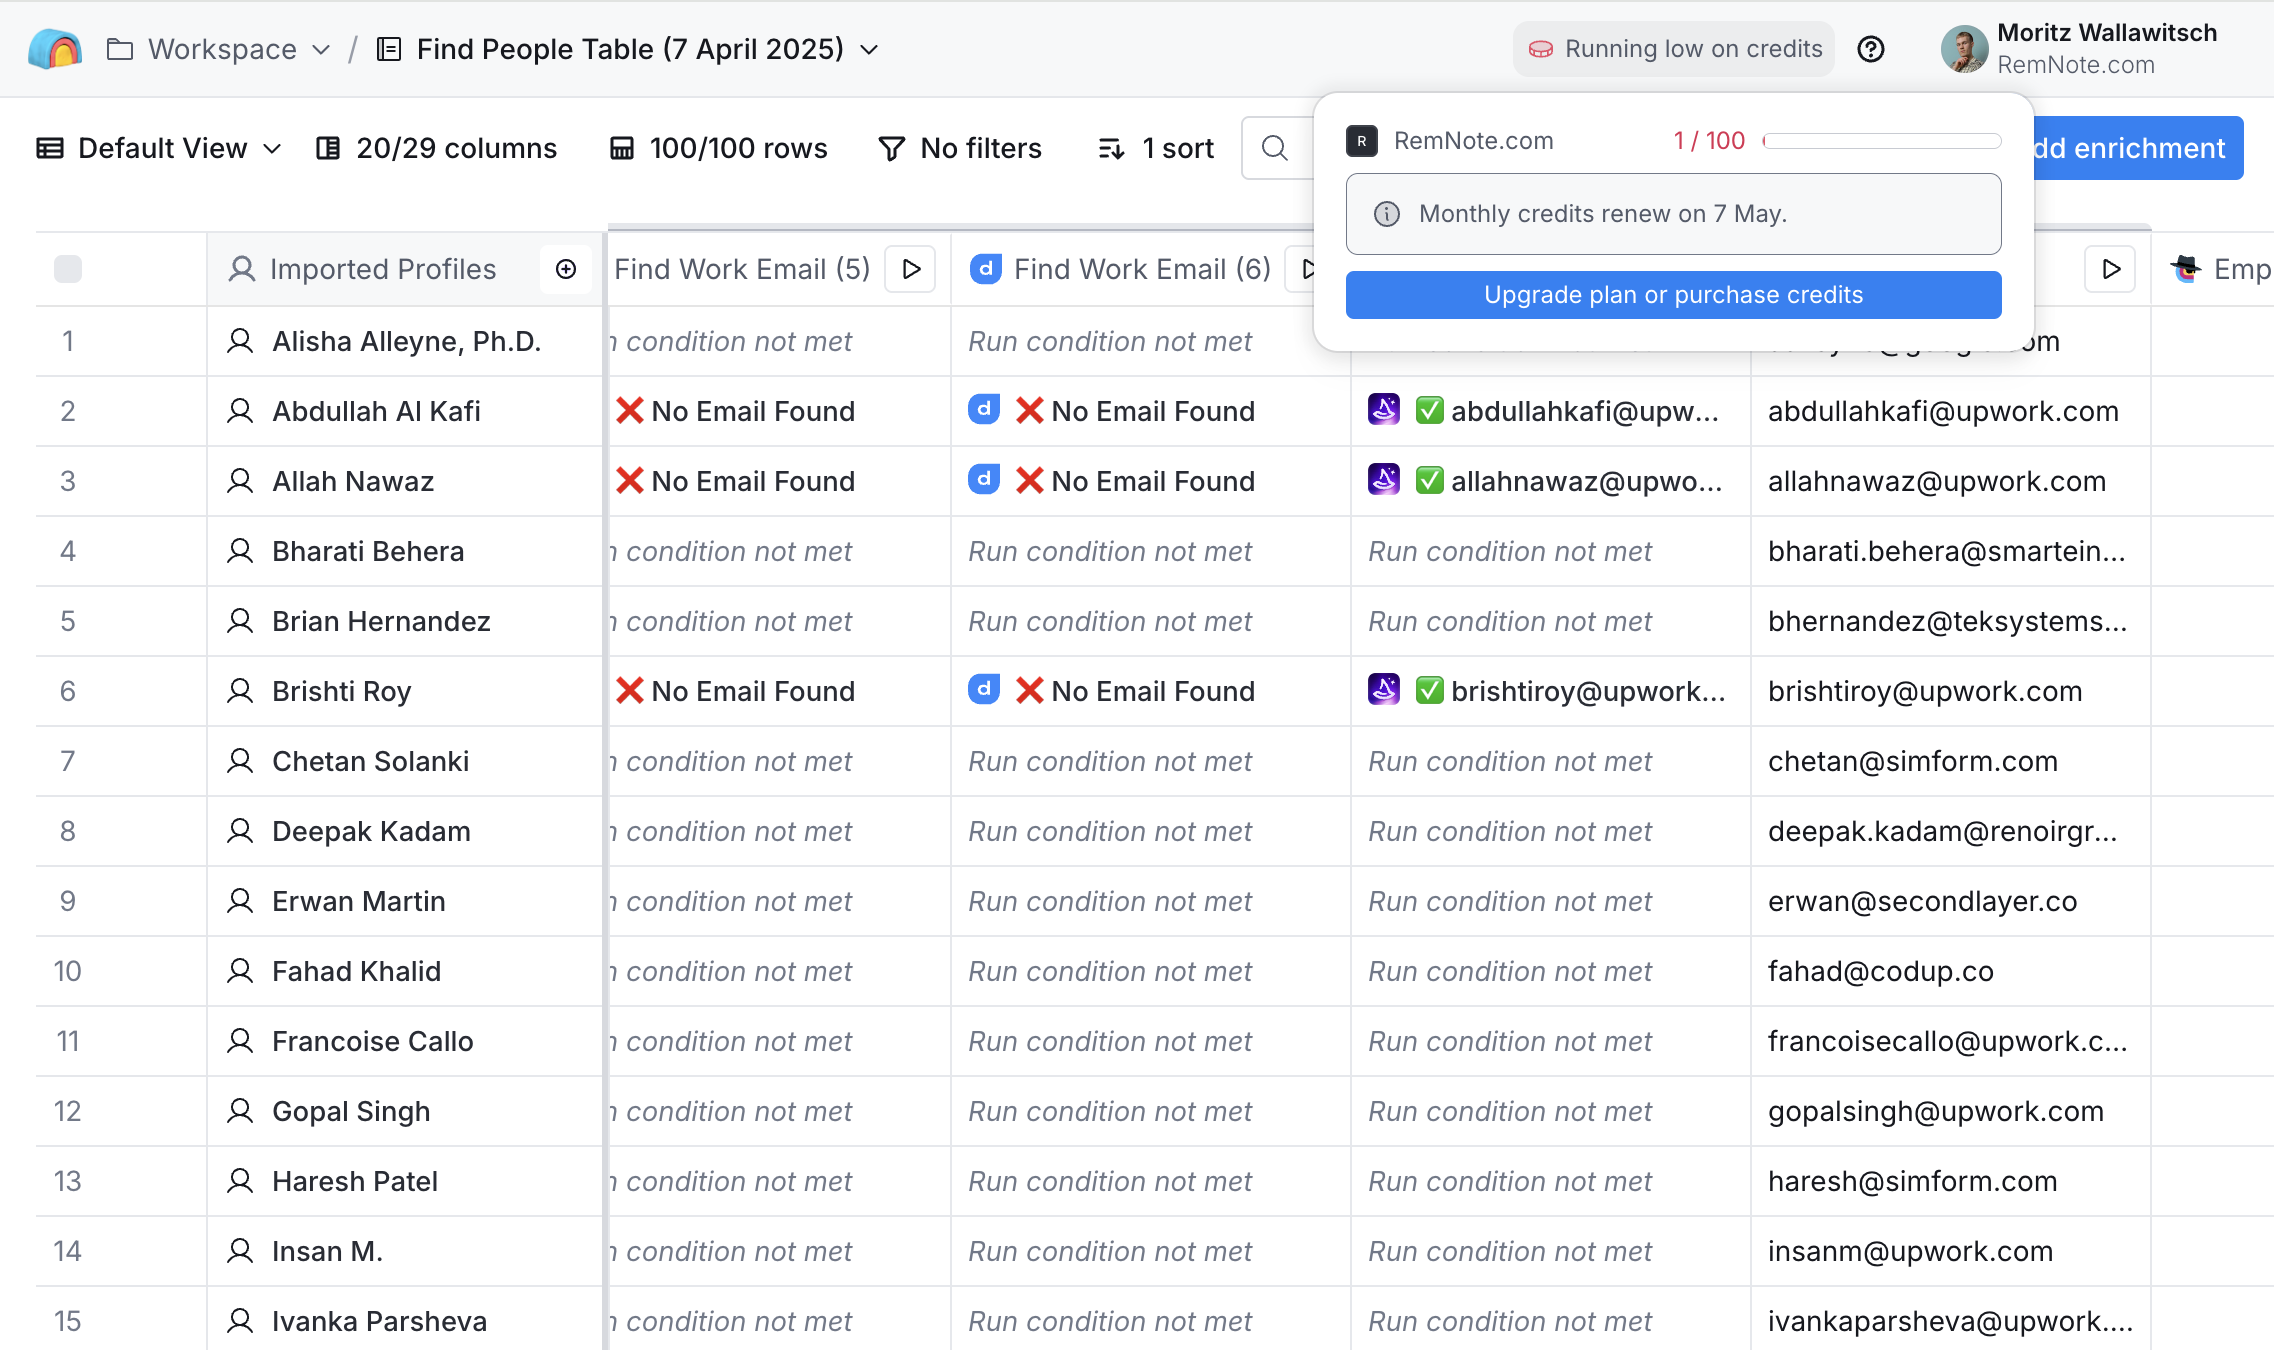 Workspace / Find People Table (7 April 2025)
Running low on credits
Moritz Wallawitsch
RemNote.com
Default View 20/29 columns 100/100 rows No filters 1 sort
dd enrichment
R RemNote.com 1 / 100
Monthly credits renew on 7 May.
Upgrade plan or purchase credits
Imported Profiles Find Work Email (5) d Find Work Email (6) Emp
1 Alisha Alleyne, Ph.D. n condition not met Run condition not met
2 Abdullah Al Kafi ❌ No Email Found d ❌ No Email Found ✅ abdullahkafi@upw... abdullahkafi@upwork.com
3 Allah Nawaz ❌ No Email Found d ❌ No Email Found ✅ allahnawaz@upwo... allahnawaz@upwork.com
4 Bharati Behera n condition not met Run condition not met Run condition not met bharati.behera@smartein...
5 Brian Hernandez n condition not met Run condition not met Run condition not met bhernandez@teksystems...
6 Brishti Roy ❌ No Email Found d ❌ No Email Found ✅ brishtiroy@upwork... brishtiroy@upwork.com
7 Chetan Solanki n condition not met Run condition not met Run condition not met chetan@simform.com
8 Deepak Kadam n condition not met Run condition not met Run condition not met deepak.kadam@renoirgr...
9 Erwan Martin n condition not met Run condition not met Run condition not met erwan@secondlayer.co
10 Fahad Khalid n condition not met Run condition not met Run condition not met fahad@codup.co
11 Francoise Callo n condition not met Run condition not met Run condition not met francoisecallo@upwork.c...
12 Gopal Singh n condition not met Run condition not met Run condition not met gopalsingh@upwork.com
13 Haresh Patel n condition not met Run condition not met Run condition not met haresh@simform.com
14 Insan M. n condition not met Run condition not met Run condition not met insanm@upwork.com
15 Ivanka Parsheva n condition not met Run condition not met Run condition not met ivankaparsheva@upwork....